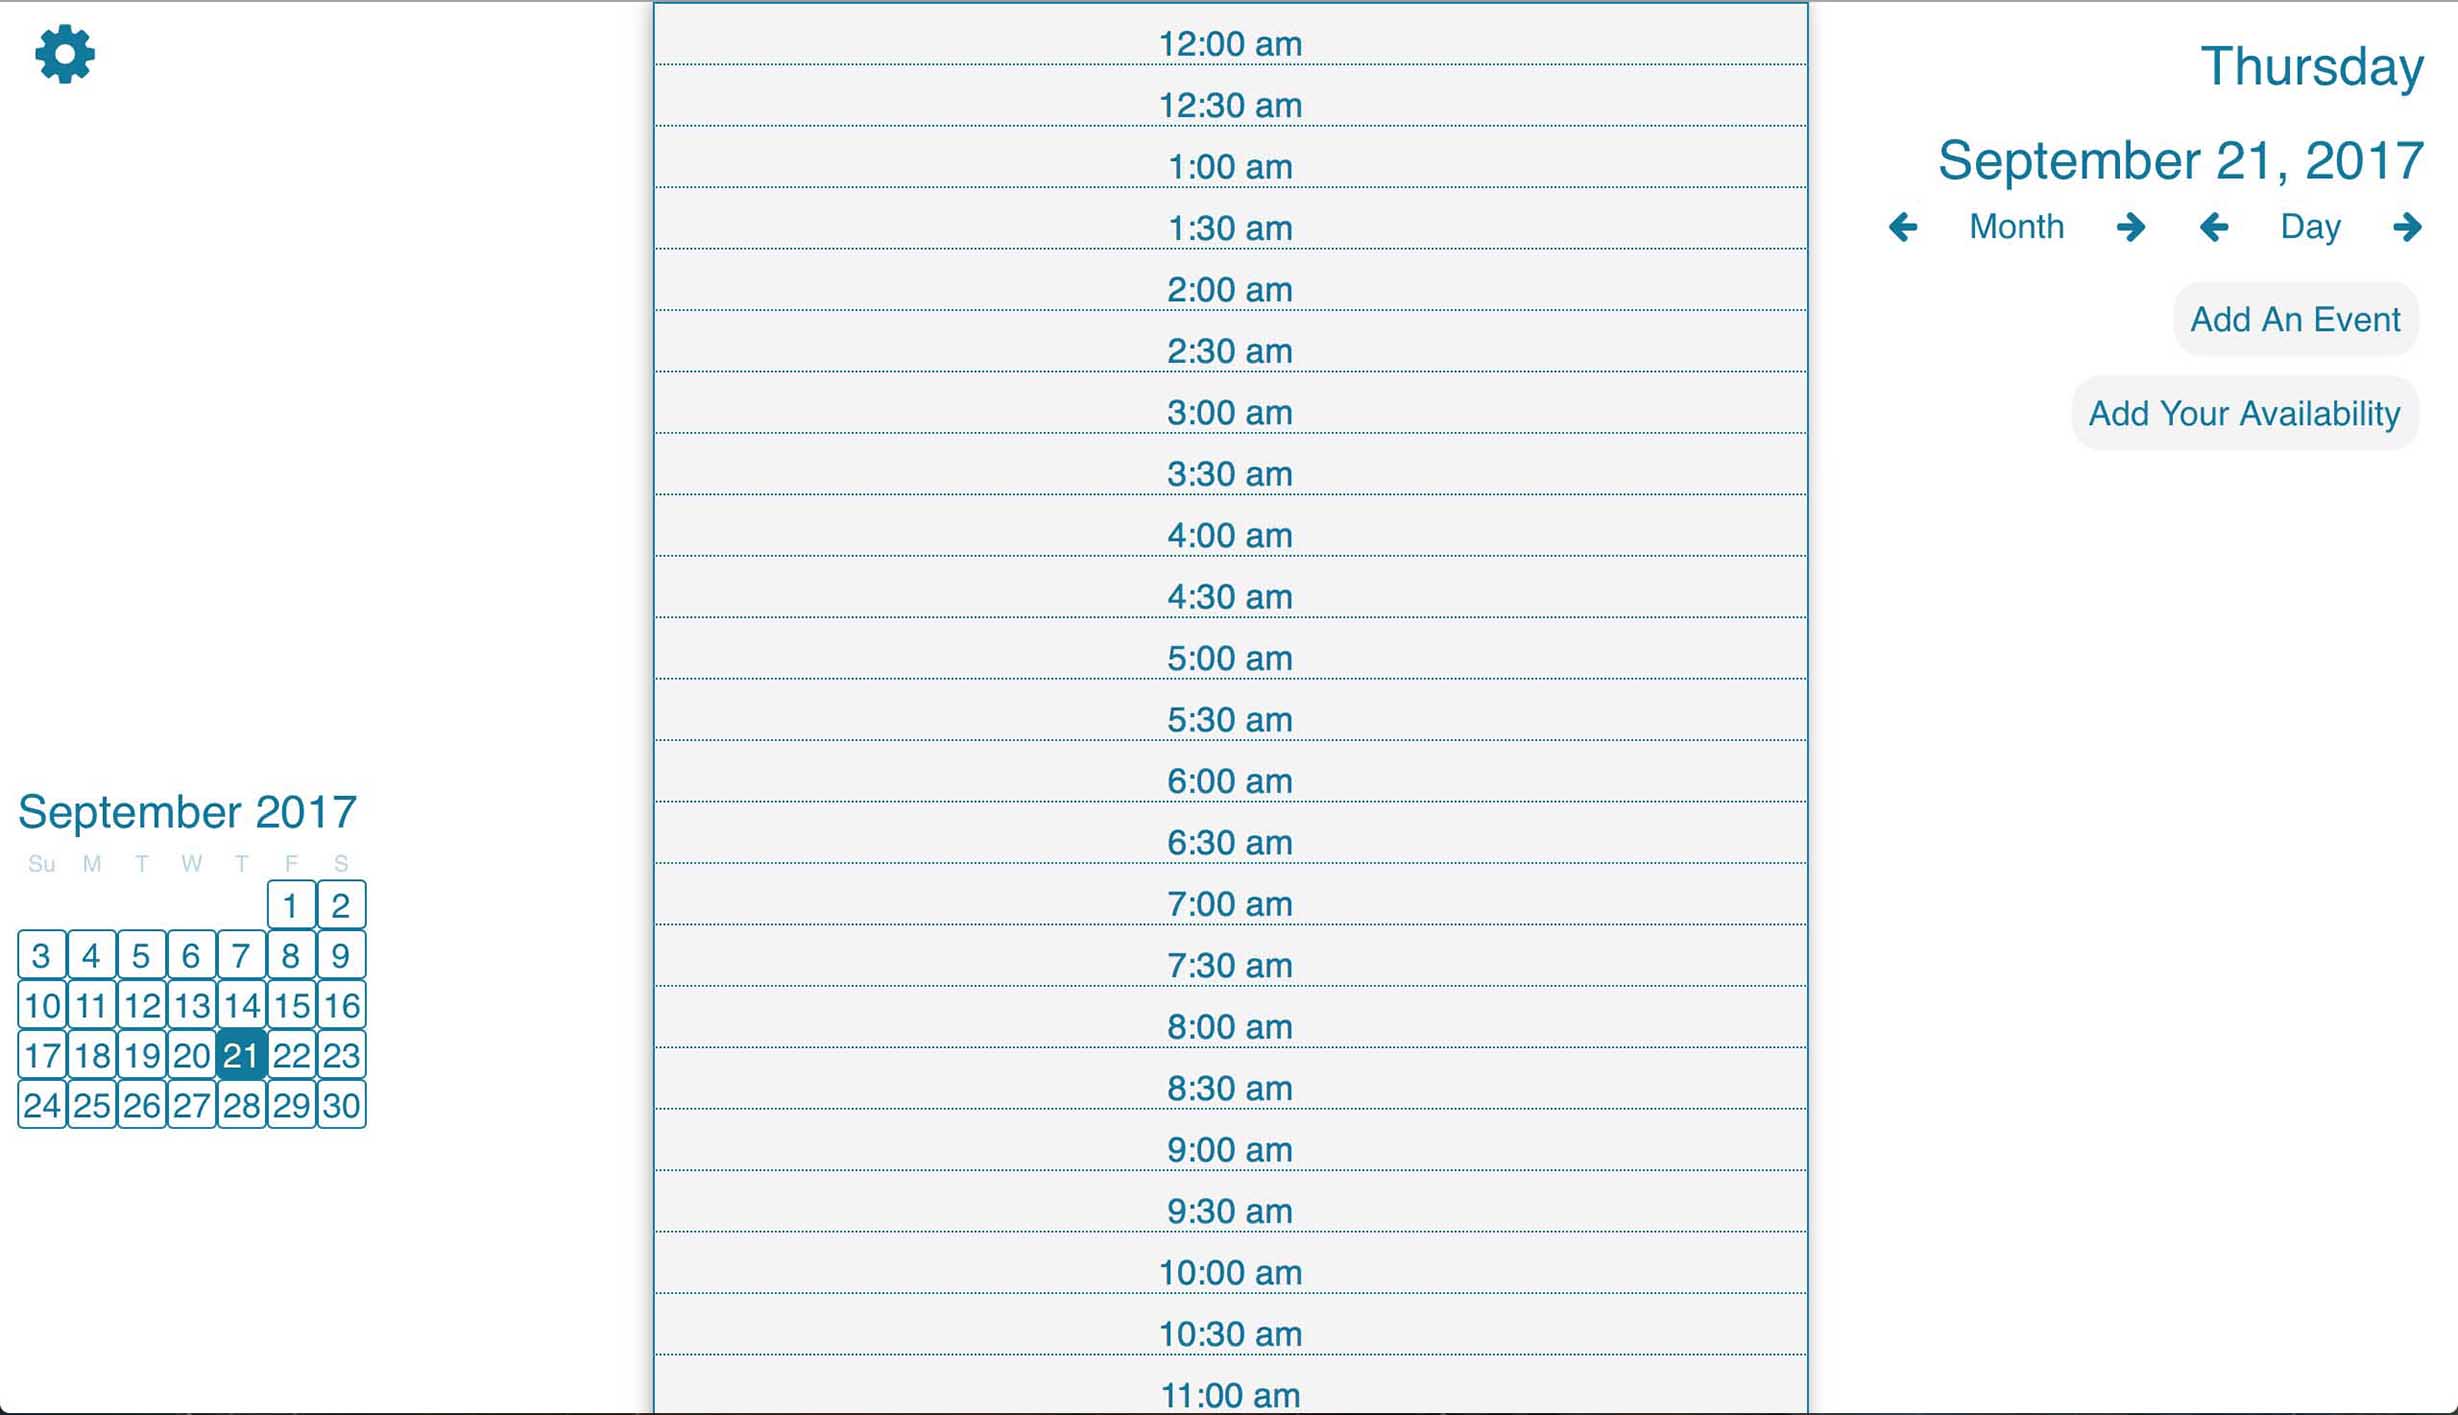 September 2017
Su M T W T F S
1 2
3 4 5 6 7 8 9
10 11 12 13 14 15 16
17 18 19 20 21 22 23
24 25 26 27 28 29 30
12:00 am
12:30 am
1:00 am
1:30 am
2:00 am
2:30 am
3:00 am
3:30 am
4:00 am
4:30 am
5:00 am
5:30 am
6:00 am
6:30 am
7:00 am
7:30 am
8:00 am
8:30 am
9:00 am
9:30 am
10:00 am
10:30 am
11:00 am
Thursday
September 21, 2017
Month Day
Add An Event
Add Your Availability